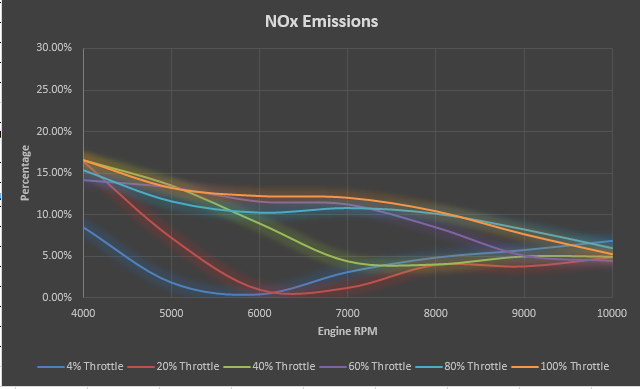 NOx Emissions
30.00%
25.00%
20.00%
15.00%
10.00%
5.00%
0.00%
Percentage
4000 5000 6000 7000 8000 9000 10000
Engine RPM
4% Throttle 20% Throttle 40% Throttle 60% Throttle 80% Throttle 100% Throttle